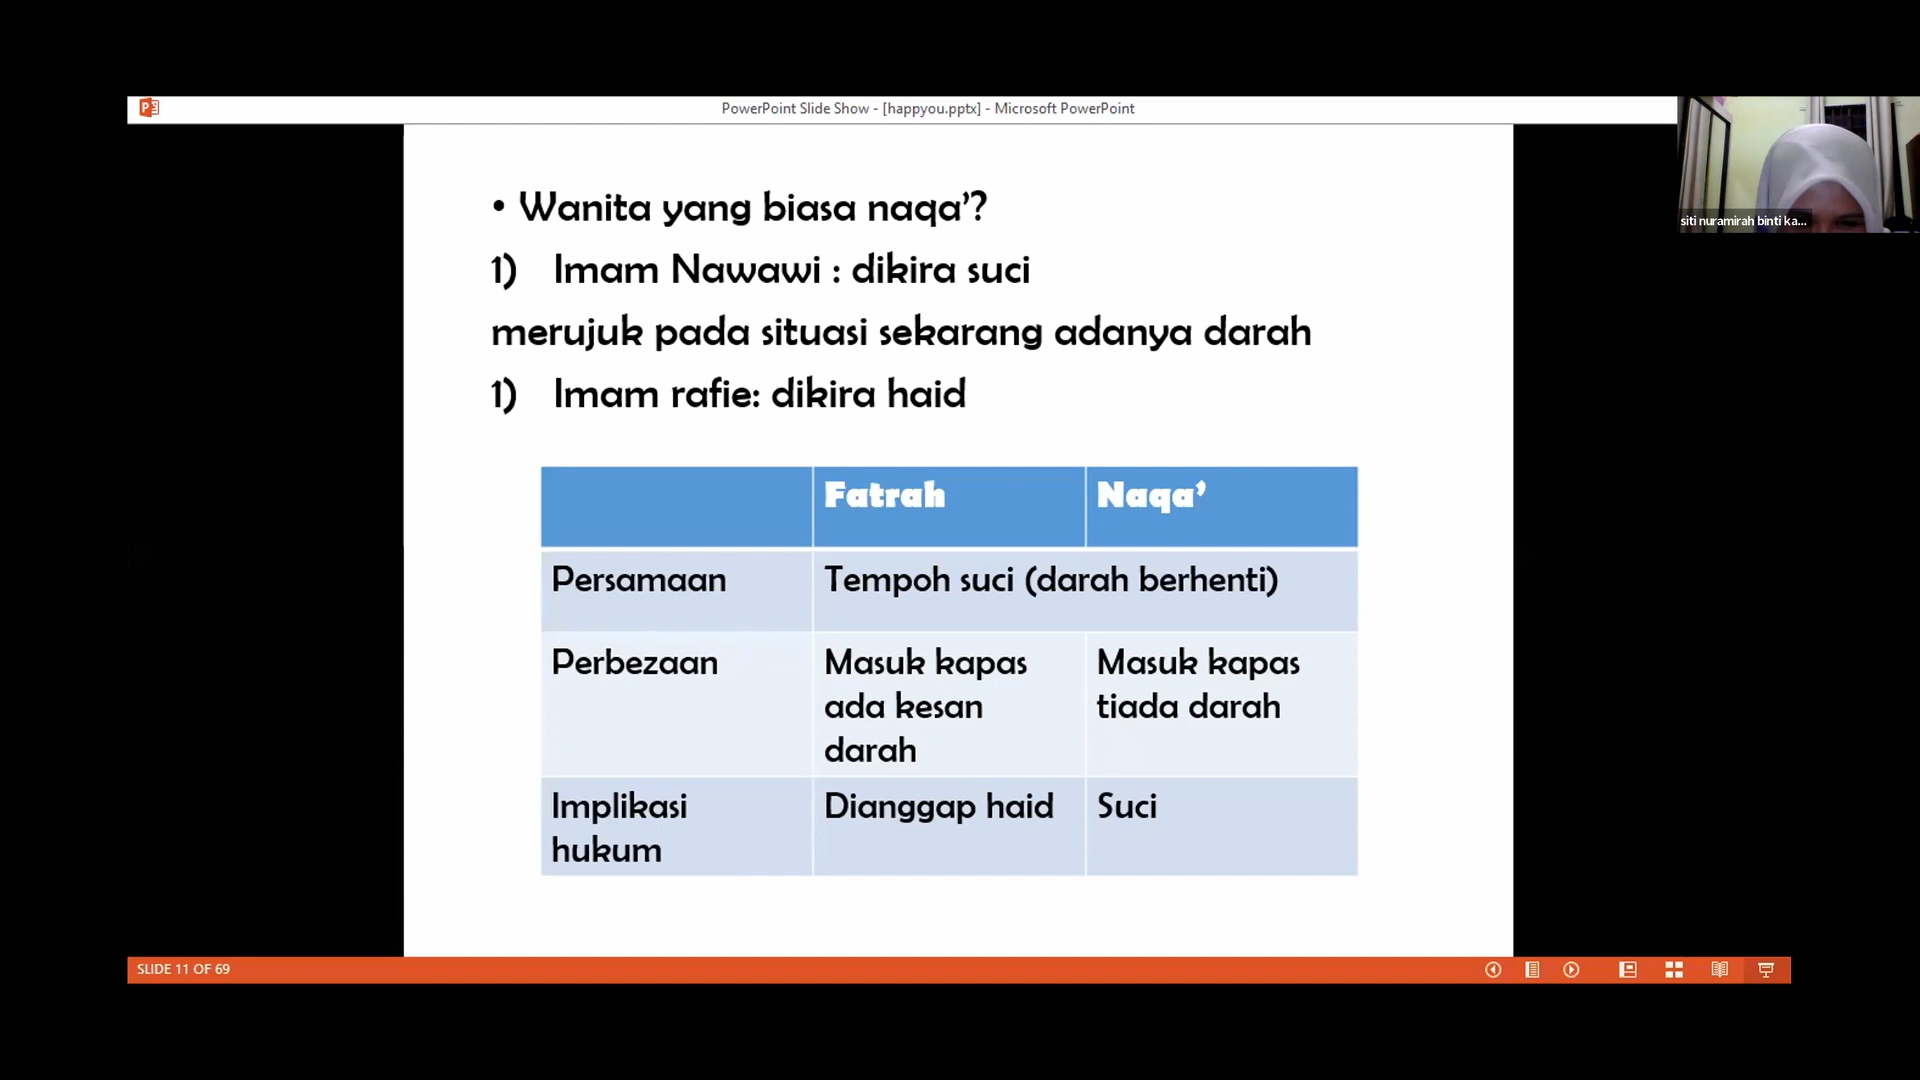 PowerPoint Slide Show - [happyou.pptx] - Microsoft PowerPoint
siti nuramirah binti ka...
• Wanita yang biasa naqa’?
1) Imam Nawawi : dikira suci
merujuk pada situasi sekarang adanya darah
1) Imam rafie: dikira haid
Fatrah Naqa’
Persamaan Tempoh suci (darah berhenti)
Perbezaan Masuk kapas Masuk kapas
ada kesan tiada darah
darah
Implikasi Dianggap haid Suci
hukum
SLIDE 11 OF 69